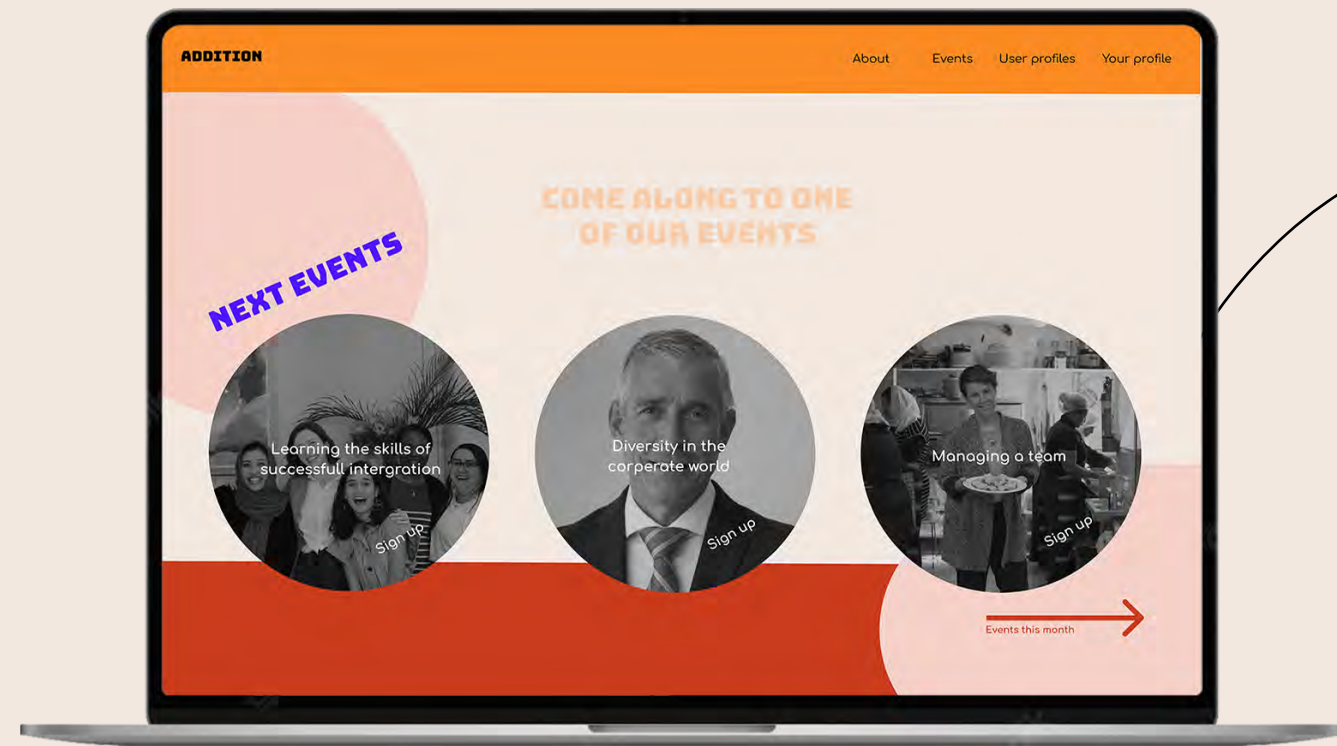 ADDITION
About Events User profiles Your profile
COME ALONG TO ONE
OF OUR EVENTS
NEXT EVENTS
Learning the skills of
successfull intergration
Sign up
Diversity in the
corperate world
Sign up
Managing a team
Sign up
Events this month